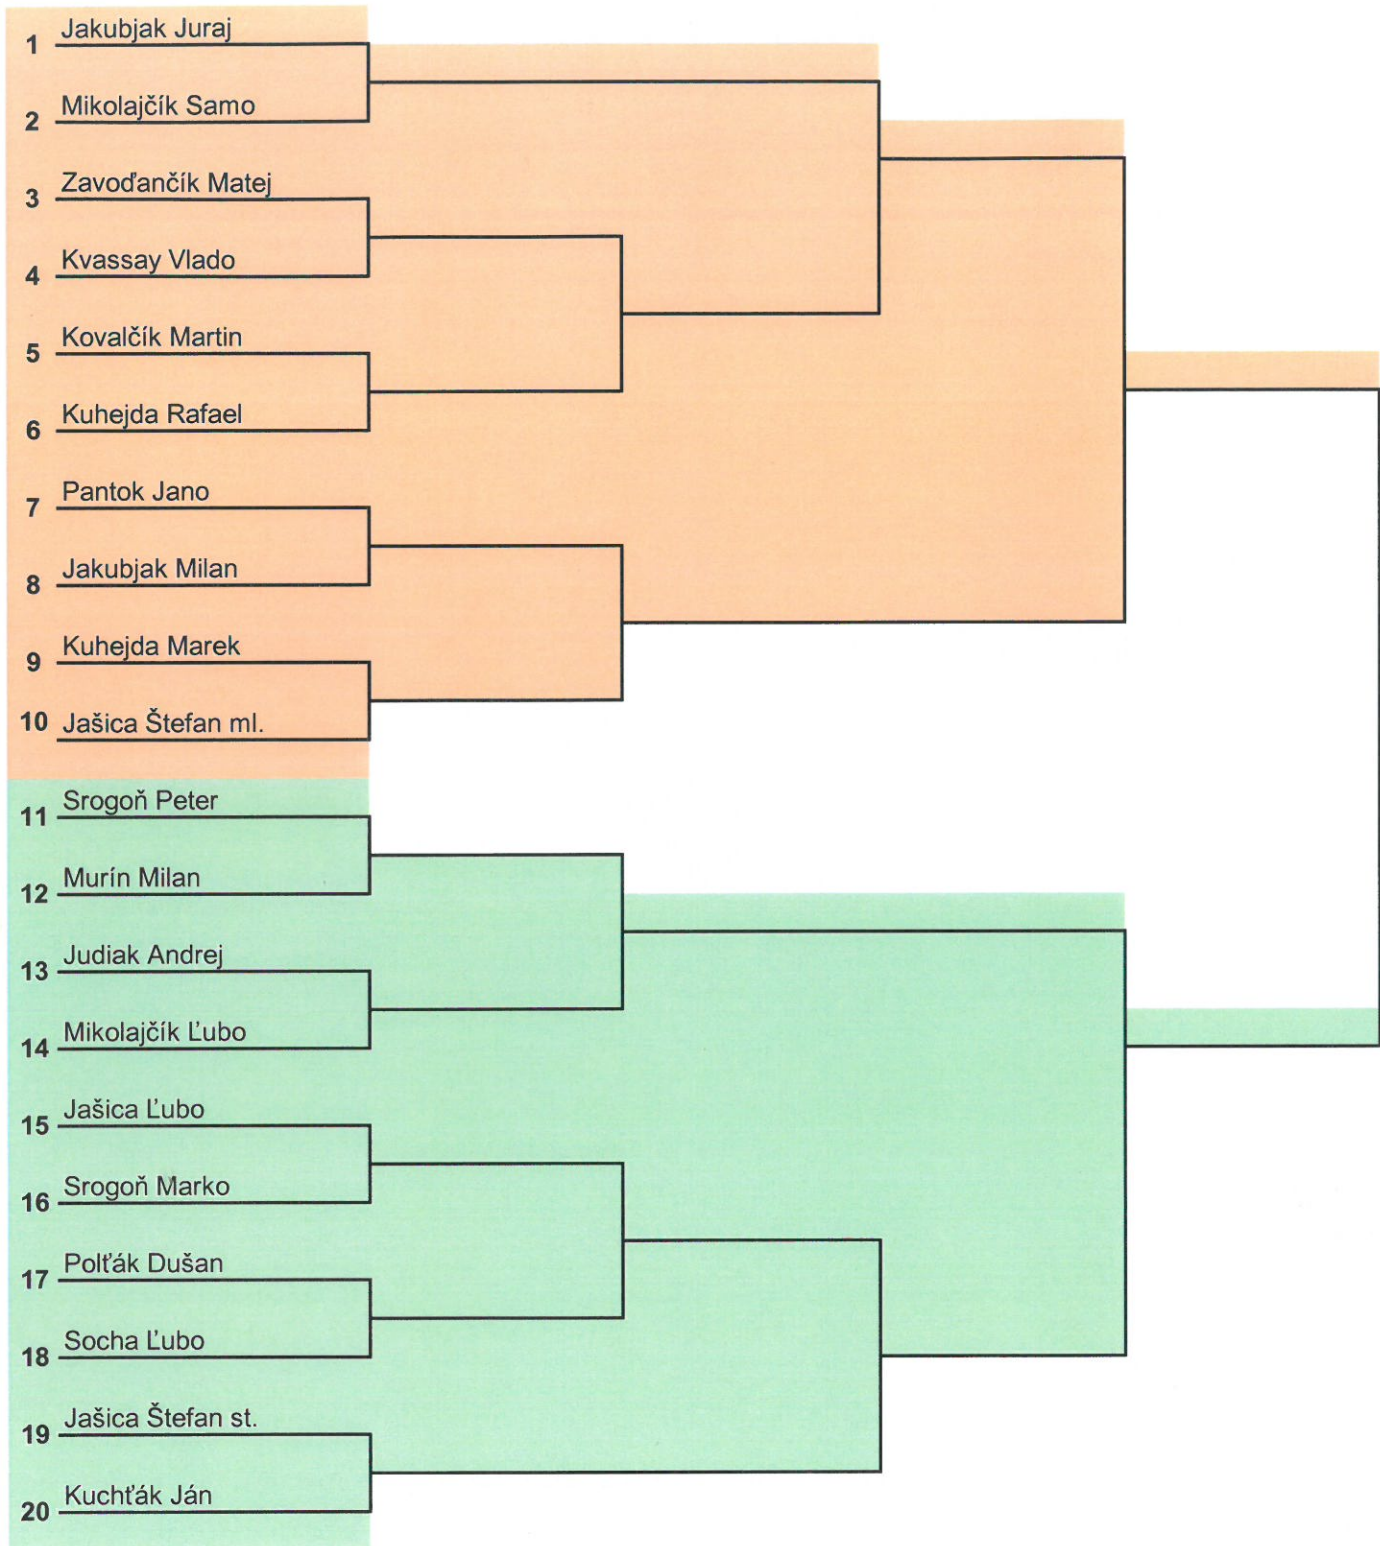 1 Jakubjak Juraj
2 Mikolajčík Samo
3 Zavoďančík Matej
4 Kvassay Vlado
5 Kovalčík Martin
6 Kuhejda Rafael
7 Pantok Jano
8 Jakubjak Milan
9 Kuhejda Marek
10 Jašica Štefan ml.
11 Srogoň Peter
12 Murín Milan
13 Judiak Andrej
14 Mikolajčík Ľubo
15 Jašica Ľubo
16 Srogoň Marko
17 Polťák Dušan
18 Socha Ľubo
19 Jašica Štefan st.
20 Kuchťák Ján